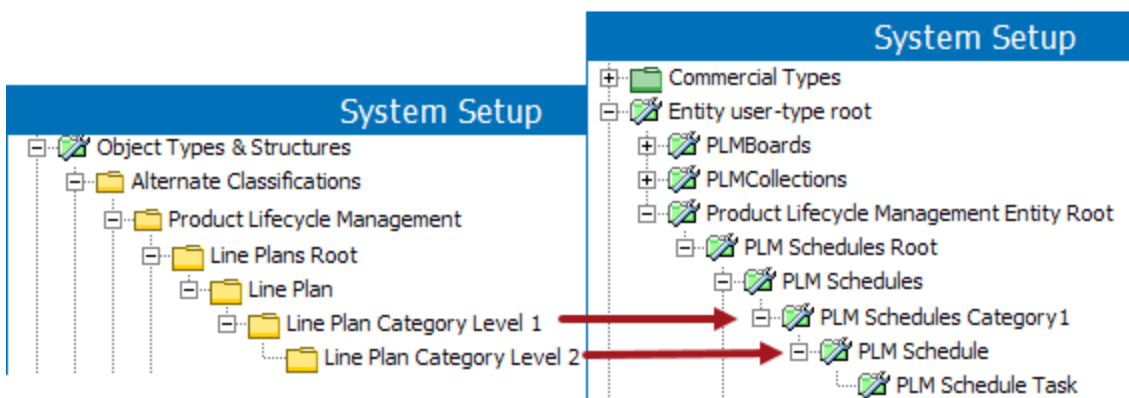 System Setup
Object Types & Structures
Alternate Classifications
Product Lifecycle Management
Line Plans Root
Line Plan
Line Plan Category Level 1
Line Plan Category Level 2
System Setup
Commercial Types
Entity user-type root
PLMBoards
PLMCollections
Product Lifecycle Management Entity Root
PLM Schedules Root
PLM Schedules
PLM Schedules Category1
PLM Schedule
PLM Schedule Task